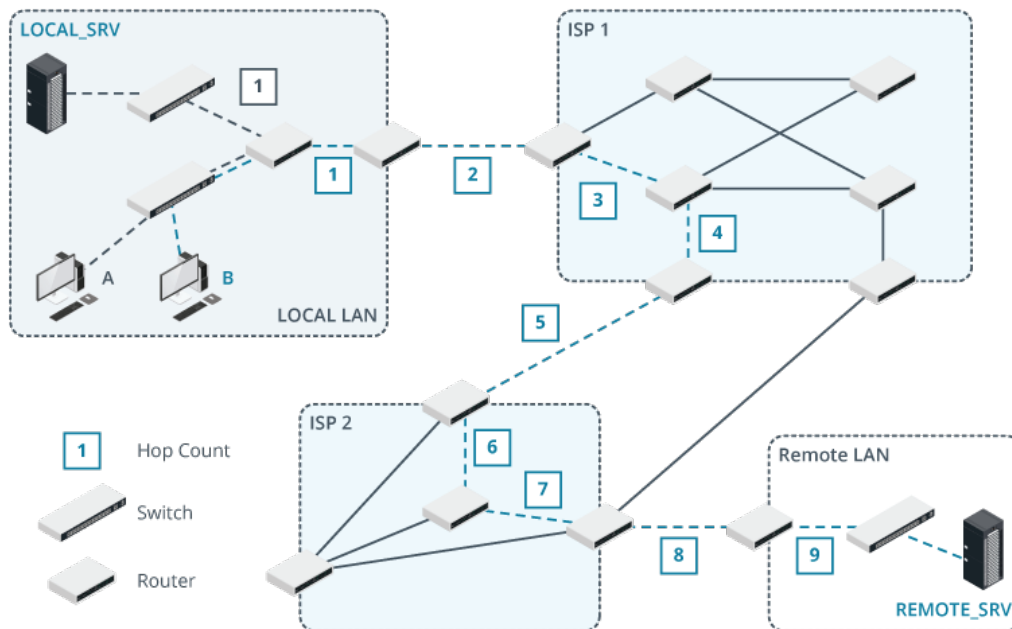 LOCAL_SRV
1
1
A
B
LOCAL LAN
2
ISP 1
3
4
5
ISP 2
6
7
8
Remote LAN
9
REMOTE_SRV
1 Hop Count
Switch
Router